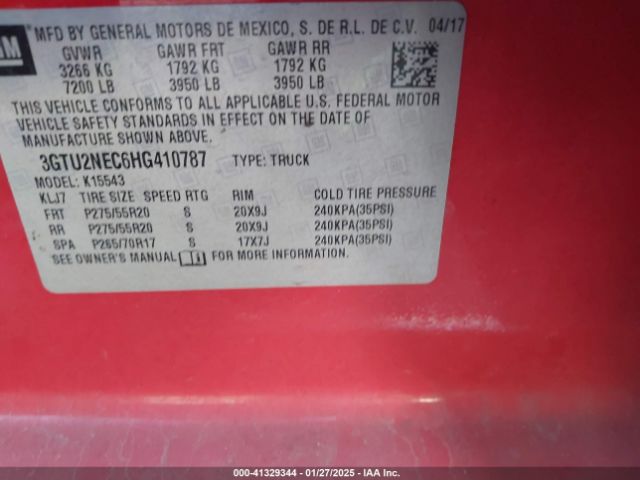 GM
MFD BY GENERAL MOTORS DE MEXICO, S. DE R.L. DE C.V. 04/17
GVWR GAWR FRT GAWR RR
3266 KG 1792 KG 1792 KG
7200 LB 3950 LB 3950 LB
THIS VEHICLE CONFORMS TO ALL APPLICABLE U.S. FEDERAL MOTOR
VEHICLE SAFETY STANDARDS IN EFFECT ON THE DATE OF
MANUFACTURE SHOWN ABOVE.
3GTU2NEC6HG410787 TYPE: TRUCK
MODEL: K15543
KLJ7 TIRE SIZE SPEED RTG RIM COLD TIRE PRESSURE
FRT P275/55R20 S 20X9J 240KPA(35PSI)
RR P275/55R20 S 20X9J 240KPA(35PSI)
SPA P265/70R17 S 17X7J 240KPA(35PSI)
SEE OWNER'S MANUAL FOR MORE INFORMATION.
000-41329344 | 01/27/2025 | IAA Inc.